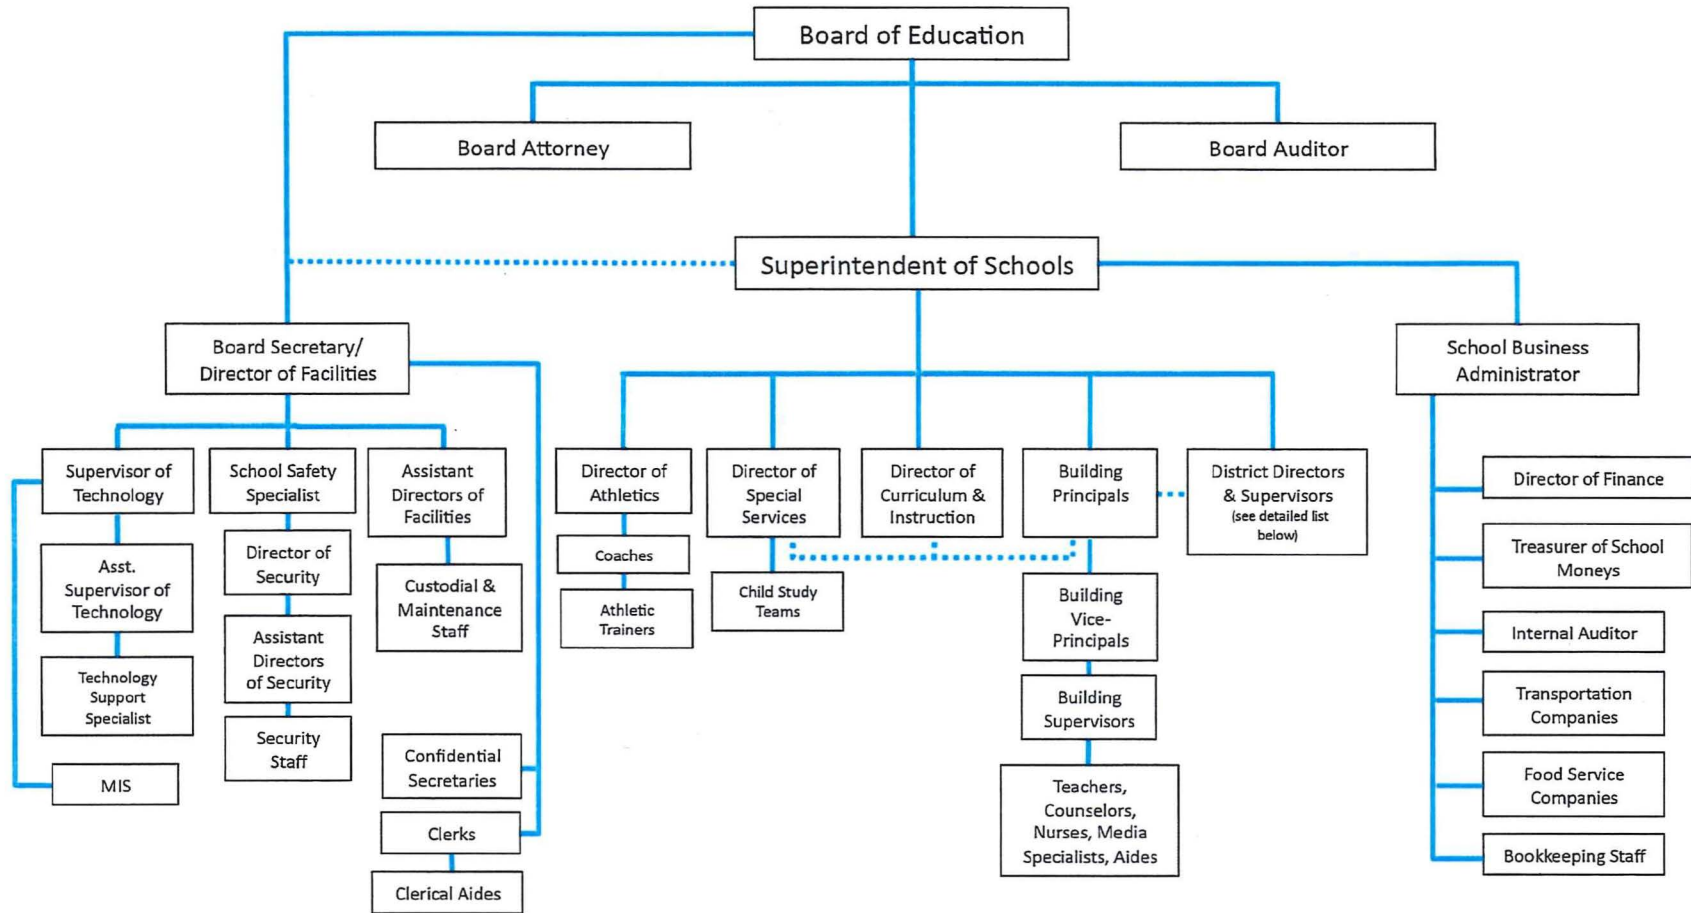 Board of Education
Board Attorney
Board Auditor
Superintendent of Schools
Board Secretary/
Director of Facilities
School Business
Administrator
Supervisor of
Technology
School Safety
Specialist
Assistant
Directors of
Facilities
Director of
Athletics
Director of
Special
Services
Director of
Curriculum &
Instruction
Building
Principals
District Directors
& Supervisors
(see detailed list
below)
Director of Finance
Asst.
Supervisor of
Technology
Director of
Security
Custodial &
Maintenance
Staff
Coaches
Athletic
Trainers
Child Study
Teams
Building
Vice-
Principals
Treasurer of School
Moneys
Technology
Support
Specialist
Assistant
Directors
of Security
Building
Supervisors
Internal Auditor
MIS
Security
Staff
Confidential
Secretaries
Clerks
Clerical Aides
Teachers,
Counselors,
Nurses, Media
Specialists, Aides
Transportation
Companies
Food Service
Companies
Bookkeeping Staff